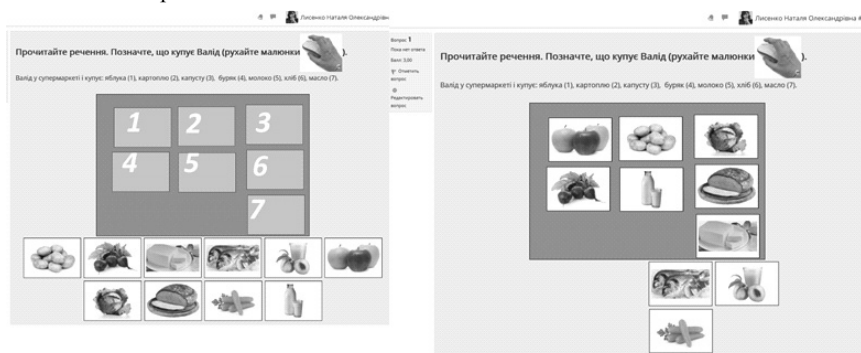 Лисенко Наталя Олександрівн
Прочитайте речення. Позначте, що купує Валід (рухайте малюнки ).
Валід у супермаркеті і купує: яблука (1), картоплю (2), капусту (3), буряк (4), молоко (5), хліб (6), масло (7).
1 2 3
4 5 6
7
Вопрос 1
Пока нет ответа
Балл: 3,00
Отметить вопрос
Редактировать вопрос
Лисенко Наталя Олександрівна
Прочитайте речення. Позначте, що купує Валід (рухайте малюнки ).
Валід у супермаркеті і купує: яблука (1), картоплю (2), капусту (3), буряк (4), молоко (5), хліб (6), масло (7).